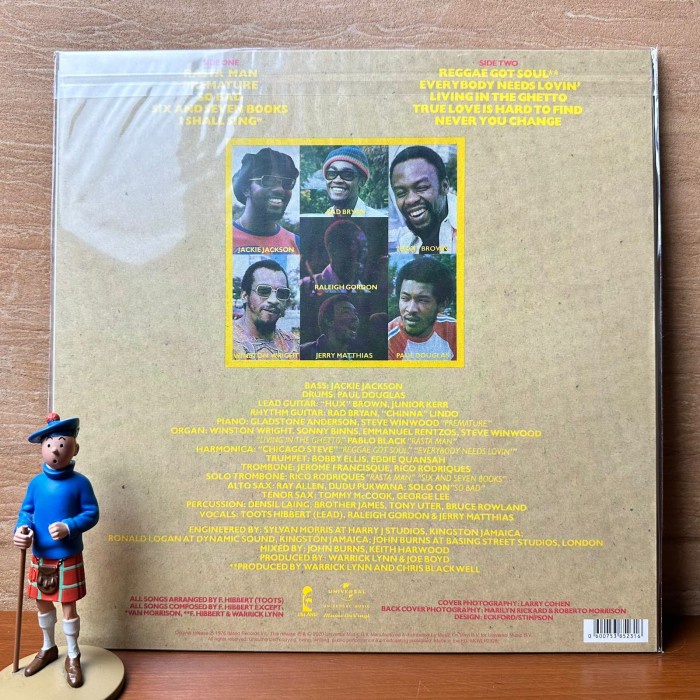 SIDE ONE
RASTA MAN
PREMATURE
SO BAD
SIX AND SEVEN BOOKS
I SHALL SING*
SIDE TWO
REGGAE GOT SOUL**
EVERYBODY NEEDS LOVIN'
LIVING IN THE GHETTO
TRUE LOVE IS HARD TO FIND
NEVER YOU CHANGE
JACKIE JACKSON
RAD BRYAN
BROWN
RALEIGH GORDON
WINSTON WRIGHT
JERRY MATTHIAS
PAUL DOUGLAS
BASS: JACKIE JACKSON
DRUMS: PAUL DOUGLAS
LEAD GUITAR: "HUX" BROWN, JUNIOR KERR
RHYTHM GUITAR: RAD BRYAN, "CHINNA" LINDO
PIANO: GLADSTONE ANDERSON, STEVE WINWOOD "PREMATURE"
ORGAN: WINSTON WRIGHT, SONNY BINNS, EMMANUEL RENTZOS, STEVE WINWOOD
"LIVING IN THE GHETTO," PABLO BLACK "RASTA MAN"
HARMONICA: "CHICAGO STEVE" "REGGAE GOT SOUL," "EVERYBODY NEEDS LOVIN'"
TRUMPET: BOBBY ELLIS, EDDIE QUANSAH
TROMBONE: JEROME FRANCISQUE, RICO RODRIQUES
SOLO TROMBONE: RICO RODRIQUES "RASTA MAN," "SIX AND SEVEN BOOKS"
ALTO SAX: RAY ALLEN, DUDU PUKWANA: SOLO ON "SO BAD"
TENOR SAX: TOMMY McCOOK, GEORGE LEE
PERCUSSION: DENSIL LAING, BROTHER JAMES, TONY UTER, BRUCE ROWLAND
VOCALS: TOOTS HIBBERT (LEAD), RALEIGH GORDON & JERRY MATTHIAS
ENGINEERED BY: SYLVAN MORRIS AT HARRY J STUDIOS, KINGSTON JAMAICA:
RONALD LOGAN AT DYNAMIC SOUND, KINGSTON JAMAICA, JOHN BURNS AT BASING STREET STUDIOS, LONDON
MIXED BY: JOHN BURNS, KEITH HARWOOD
PRODUCED BY: WARRICK LYNN & JOE BOYD
**PRODUCED BY WARRICK LYNN AND CHRIS BLACKWELL
ALL SONGS ARRANGED BY F. HIBBERT (TOOTS)
ALL SONGS COMPOSED BY F. HIBBERT EXCEPT:
*VAN MORRISON, **F. HIBBERT & WARRICK LYNN
ISLAND
UNIVERSAL
UNIVERSAL MUSIC
COVER PHOTOGRAPHY: LARRY COHEN
BACK COVER PHOTOGRAPHY: MARILYN RICKARD & ROBERTO MORRISON
DESIGN: ECKFORD/STIMPSON
0 600753 852316